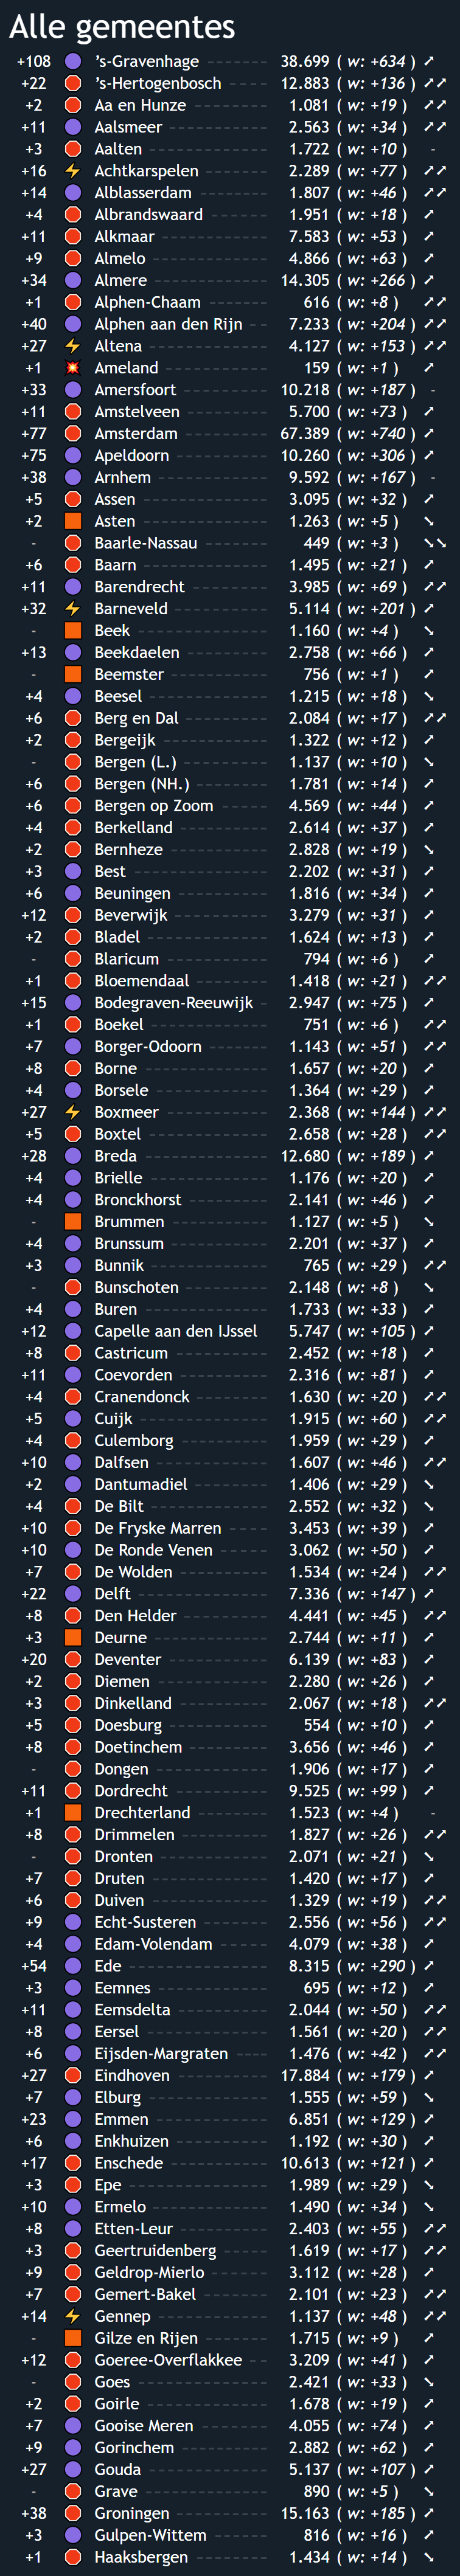 Alle gemeentes
+108 's-Gravenhage 38.699 ( w: +634 ) ➚
+22 's-Hertogenbosch 12.883 ( w: +136 ) ➚➚
+2 Aa en Hunze 1.081 ( w: +19 ) ➚➚
+11 Aalsmeer 2.563 ( w: +34 ) ➚➚
+3 Aalten 1.722 ( w: +10 ) -
+16 Achtkarspelen 2.289 ( w: +77 ) ➚➚
+14 Alblasserdam 1.807 ( w: +46 ) ➚➚
+4 Albrandswaard 1.951 ( w: +18 ) ➚
+11 Alkmaar 7.583 ( w: +53 ) ➚
+9 Almelo 4.866 ( w: +63 ) ➚
+34 Almere 14.305 ( w: +266 ) ➚
+1 Alphen-Chaam 616 ( w: +8 ) ➚➚
+40 Alphen aan den Rijn 7.233 ( w: +204 ) ➚➚
+27 Altena 4.127 ( w: +153 ) ➚➚
+1 Ameland 159 ( w: +1 ) ➚
+33 Amersfoort 10.218 ( w: +187 ) -
+11 Amstelveen 5.700 ( w: +73 ) ➚
+77 Amsterdam 67.389 ( w: +740 ) ➚
+75 Apeldoorn 10.260 ( w: +306 ) ➚
+38 Arnhem 9.592 ( w: +167 ) -
+5 Assen 3.095 ( w: +32 ) ➚
+2 Asten 1.263 ( w: +5 ) ➘
- Baarle-Nassau 449 ( w: +3 ) ➘➘
+6 Baarn 1.495 ( w: +21 ) ➚
+11 Barendrecht 3.985 ( w: +69 ) ➚➚
+32 Barneveld 5.114 ( w: +201 ) ➚
- Beek 1.160 ( w: +4 ) ➘
+13 Beekdaelen 2.758 ( w: +66 ) ➚
- Beemster 756 ( w: +1 ) ➚
+4 Beesel 1.215 ( w: +18 ) ➘
+6 Berg en Dal 2.084 ( w: +17 ) ➚➚
+2 Bergeijk 1.322 ( w: +12 ) ➚
- Bergen (L.) 1.137 ( w: +10 ) ➘
+6 Bergen (NH.) 1.781 ( w: +14 ) ➚
+6 Bergen op Zoom 4.569 ( w: +44 ) ➚
+4 Berkelland 2.614 ( w: +37 ) ➚
+2 Bernheze 2.828 ( w: +19 ) ➘
+3 Best 2.202 ( w: +31 ) ➚
+6 Beuningen 1.816 ( w: +34 ) ➚
+12 Beverwijk 3.279 ( w: +31 ) ➚
+2 Bladel 1.624 ( w: +13 ) ➚
- Blaricum 794 ( w: +6 ) ➚
+1 Bloemendaal 1.418 ( w: +21 ) ➚➚
+15 Bodegraven-Reeuwijk 2.947 ( w: +75 ) ➚
+1 Boekel 751 ( w: +6 ) ➚➚
+7 Borger-Odoorn 1.143 ( w: +51 ) ➚➚
+8 Borne 1.657 ( w: +20 ) ➚
+4 Borsele 1.364 ( w: +29 ) ➚
+27 Boxmeer 2.368 ( w: +144 ) ➚➚
+5 Boxtel 2.658 ( w: +28 ) ➚➚
+28 Breda 12.680 ( w: +189 ) ➚
+4 Brielle 1.176 ( w: +20 ) ➚
+4 Bronckhorst 2.141 ( w: +46 ) ➚
- Brummen 1.127 ( w: +5 ) ➘
+4 Brunssum 2.201 ( w: +37 ) ➚
+3 Bunnik 765 ( w: +29 ) ➚➚
- Bunschoten 2.148 ( w: +8 ) ➘
+4 Buren 1.733 ( w: +33 ) ➚
+12 Capelle aan den IJssel 5.747 ( w: +105 ) ➚
+8 Castricum 2.452 ( w: +18 ) ➚
+11 Coevorden 2.316 ( w: +81 ) ➚
+4 Cranendonck 1.630 ( w: +20 ) ➚➚
+5 Cuijk 1.915 ( w: +60 ) ➚➚
+4 Culemborg 1.959 ( w: +29 ) ➚
+10 Dalfsen 1.607 ( w: +46 ) ➚➚
+2 Dantumadiel 1.406 ( w: +29 ) ➘
+4 De Bilt 2.552 ( w: +32 ) ➘
+10 De Fryske Marren 3.453 ( w: +39 ) ➚
+10 De Ronde Venen 3.062 ( w: +50 ) ➚
+7 De Wolden 1.534 ( w: +24 ) ➚➚
+22 Delft 7.336 ( w: +147 ) ➚
+8 Den Helder 4.441 ( w: +45 ) ➚➚
+3 Deurne 2.744 ( w: +11 ) ➚
+20 Deventer 6.139 ( w: +83 ) ➚
+2 Diemen 2.280 ( w: +26 ) ➚
+3 Dinkelland 2.067 ( w: +18 ) ➚➚
+5 Doesburg 554 ( w: +10 ) ➚
+8 Doetinchem 3.656 ( w: +46 ) ➚
- Dongen 1.906 ( w: +17 ) ➚
+11 Dordrecht 9.525 ( w: +99 ) ➚
+1 Drechterland 1.523 ( w: +4 ) -
+8 Drimmelen 1.827 ( w: +26 ) ➚➚
- Dronten 2.071 ( w: +21 ) ➘
+7 Druten 1.420 ( w: +17 ) ➚
+6 Duiven 1.329 ( w: +19 ) ➚➚
+9 Echt-Susteren 2.556 ( w: +56 ) ➚➚
+4 Edam-Volendam 4.079 ( w: +38 ) ➚
+54 Ede 8.315 ( w: +290 ) ➚
+3 Eemnes 695 ( w: +12 ) ➚
+11 Eemsdelta 2.044 ( w: +50 ) ➚➚
+8 Eersel 1.561 ( w: +20 ) ➚➚
+6 Eijsden-Margraten 1.476 ( w: +42 ) ➚➚
+27 Eindhoven 17.884 ( w: +179 ) ➚
+7 Elburg 1.555 ( w: +59 ) ➘
+23 Emmen 6.851 ( w: +129 ) ➚
+6 Enkhuizen 1.192 ( w: +30 ) ➚
+17 Enschede 10.613 ( w: +121 ) ➚
+3 Epe 1.989 ( w: +29 ) ➘
+10 Ermelo 1.490 ( w: +34 ) ➘
+8 Etten-Leur 2.403 ( w: +55 ) ➚➚
+3 Geertruidenberg 1.619 ( w: +17 ) ➚➚
+9 Geldrop-Mierlo 3.112 ( w: +28 ) ➚
+7 Gemert-Bakel 2.101 ( w: +23 ) ➚➚
+14 Gennep 1.137 ( w: +48 ) ➚➚
- Gilze en Rijen 1.715 ( w: +9 ) ➚
+12 Goeree-Overflakkee 3.209 ( w: +41 ) ➚
- Goes 2.421 ( w: +33 ) ➘
+2 Goirle 1.678 ( w: +19 ) ➚
+7 Gooise Meren 4.055 ( w: +74 ) ➚
+9 Gorinchem 2.882 ( w: +62 ) ➚
+27 Gouda 5.137 ( w: +107 ) ➚
- Grave 890 ( w: +5 ) ➘
+38 Groningen 15.163 ( w: +185 ) ➚
+3 Gulpen-Wittem 816 ( w: +16 ) ➚
+1 Haaksbergen 1.434 ( w: +14 ) ➘